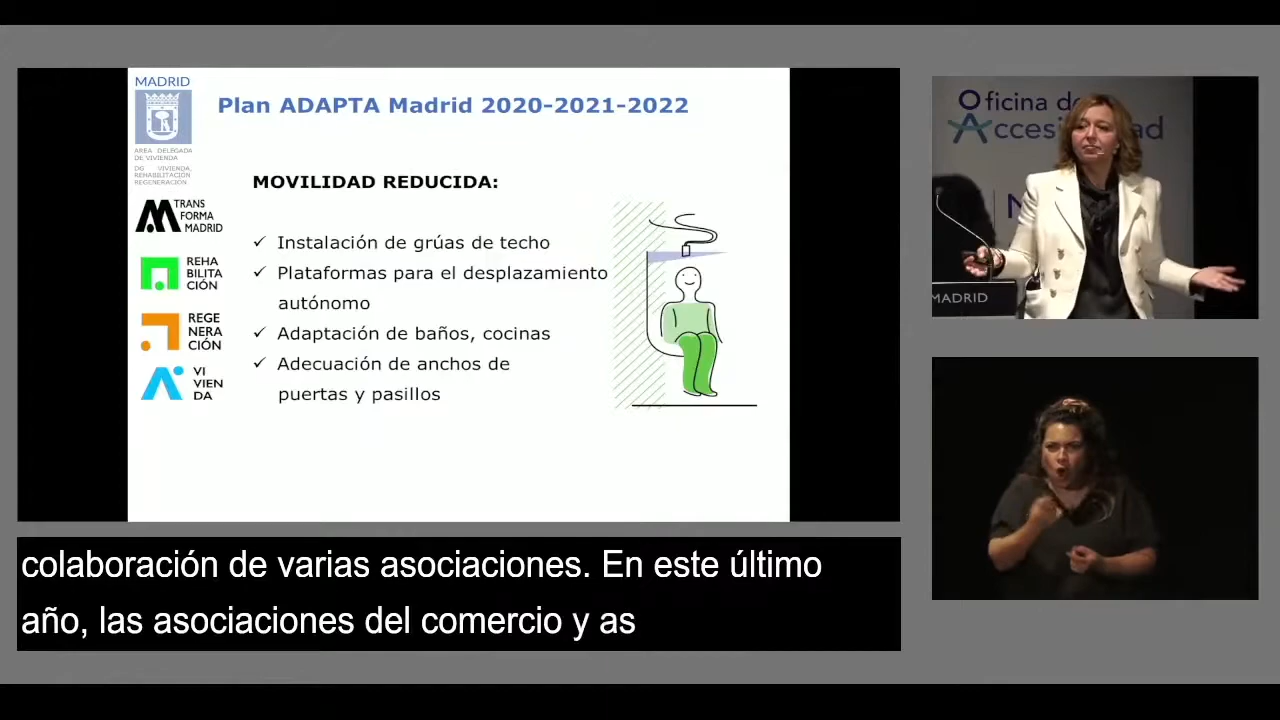 MADRID
AREA DELEGADA
DE VIVIENDA
DG VIVIENDA,
REHABILITACIÓN
REGENERACIÓN
TRANS
FORMA
MADRID
REHA
BILITA
CIÓN
REGE
NERA
CIÓN
VI
VIEN
DA
Plan ADAPTA Madrid 2020-2021-2022
MOVILIDAD REDUCIDA:
✓ Instalación de grúas de techo
✓ Plataformas para el desplazamiento
autónomo
✓ Adaptación de baños, cocinas
✓ Adecuación de anchos de
puertas y pasillos
Oficina de
MADRID
colaboración de varias asociaciones. En este último
año, las asociaciones del comercio y as